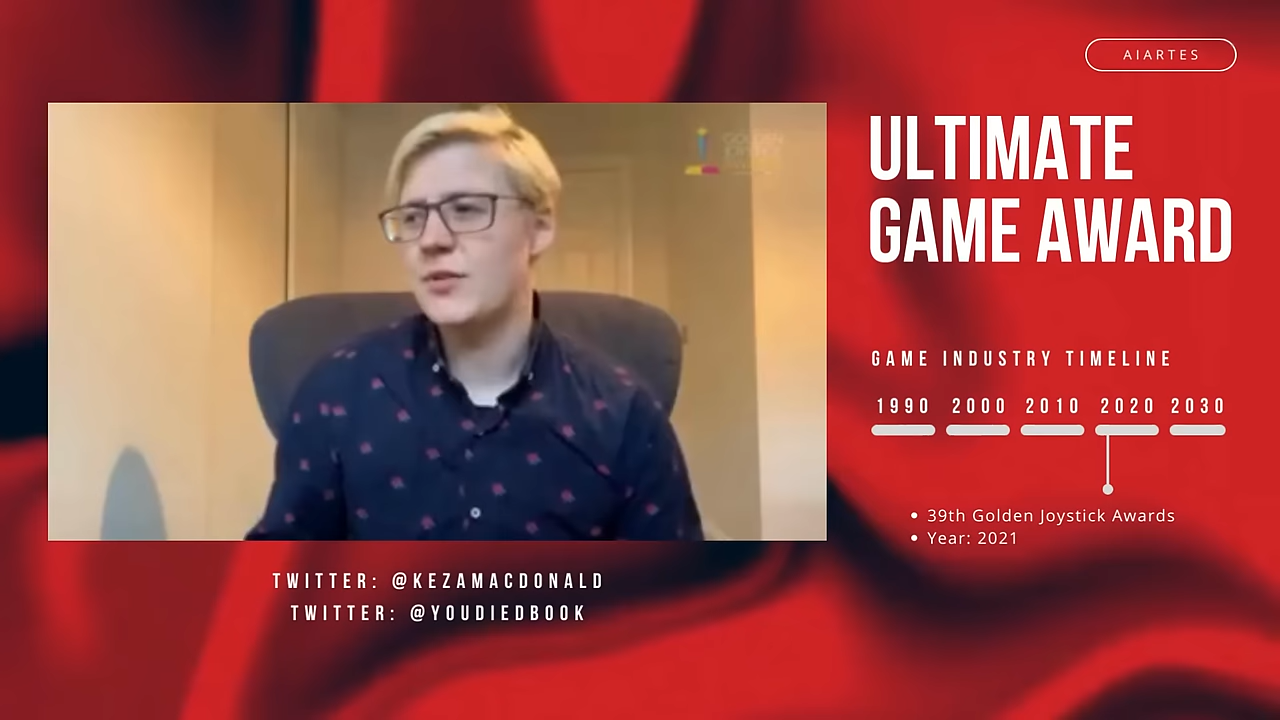 AIARTES
ULTIMATE
GAME AWARD
GAME INDUSTRY TIMELINE
1990 2000 2010 2020 2030
39th Golden Joystick Awards
Year: 2021
TWITTER: @KEZAMACDONALD
TWITTER: @YOUDIEDBOOK